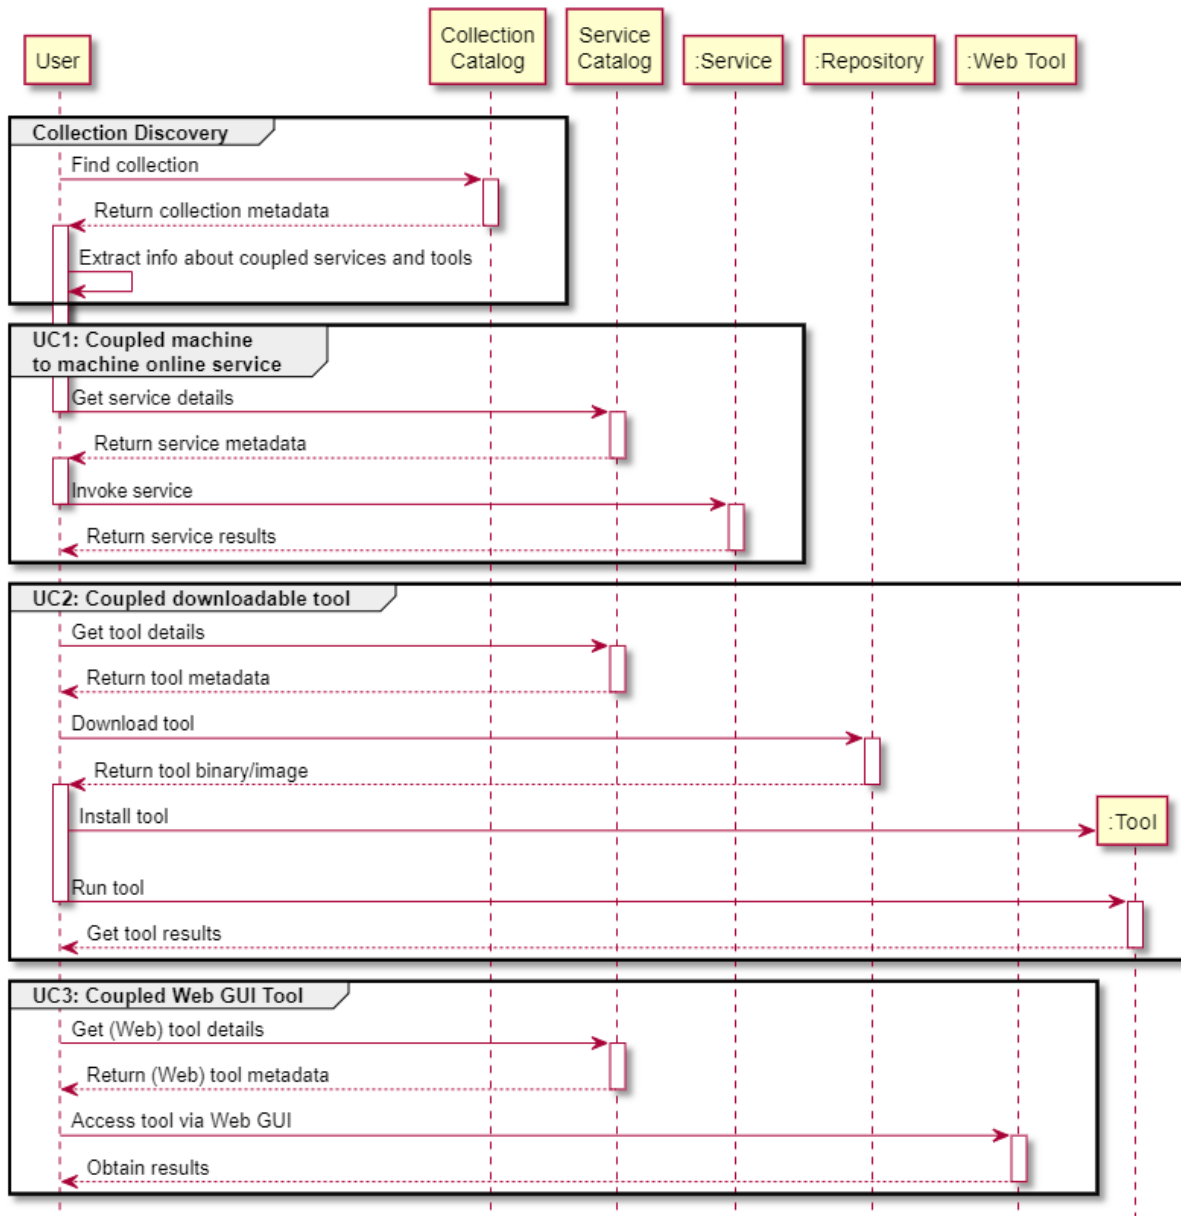 User
Collection
Catalog
Service
Catalog
:Service
:Repository
:Web Tool
Collection Discovery
Find collection
Return collection metadata
Extract info about coupled services and tools
UC1: Coupled machine
to machine online service
Get service details
Return service metadata
Invoke service
Return service results
UC2: Coupled downloadable tool
Get tool details
Return tool metadata
Download tool
Return tool binary/image
Install tool
:Tool
Run tool
Get tool results
UC3: Coupled Web GUI Tool
Get (Web) tool details
Return (Web) tool metadata
Access tool via Web GUI
Obtain results